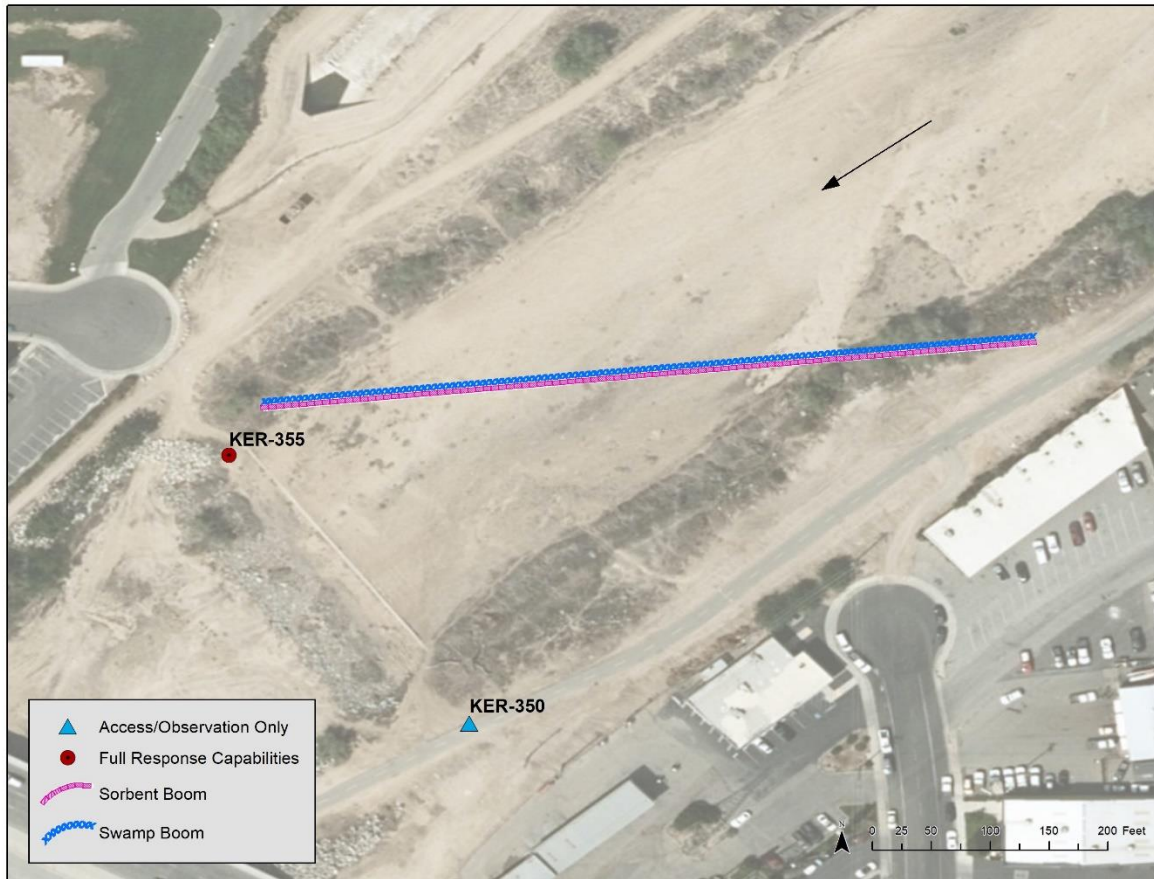 KER-355
KER-350
Access/Observation Only
Full Response Capabilities
Sorbent Boom
Swamp Boom
N
0 25 50 100 150 200 Feet